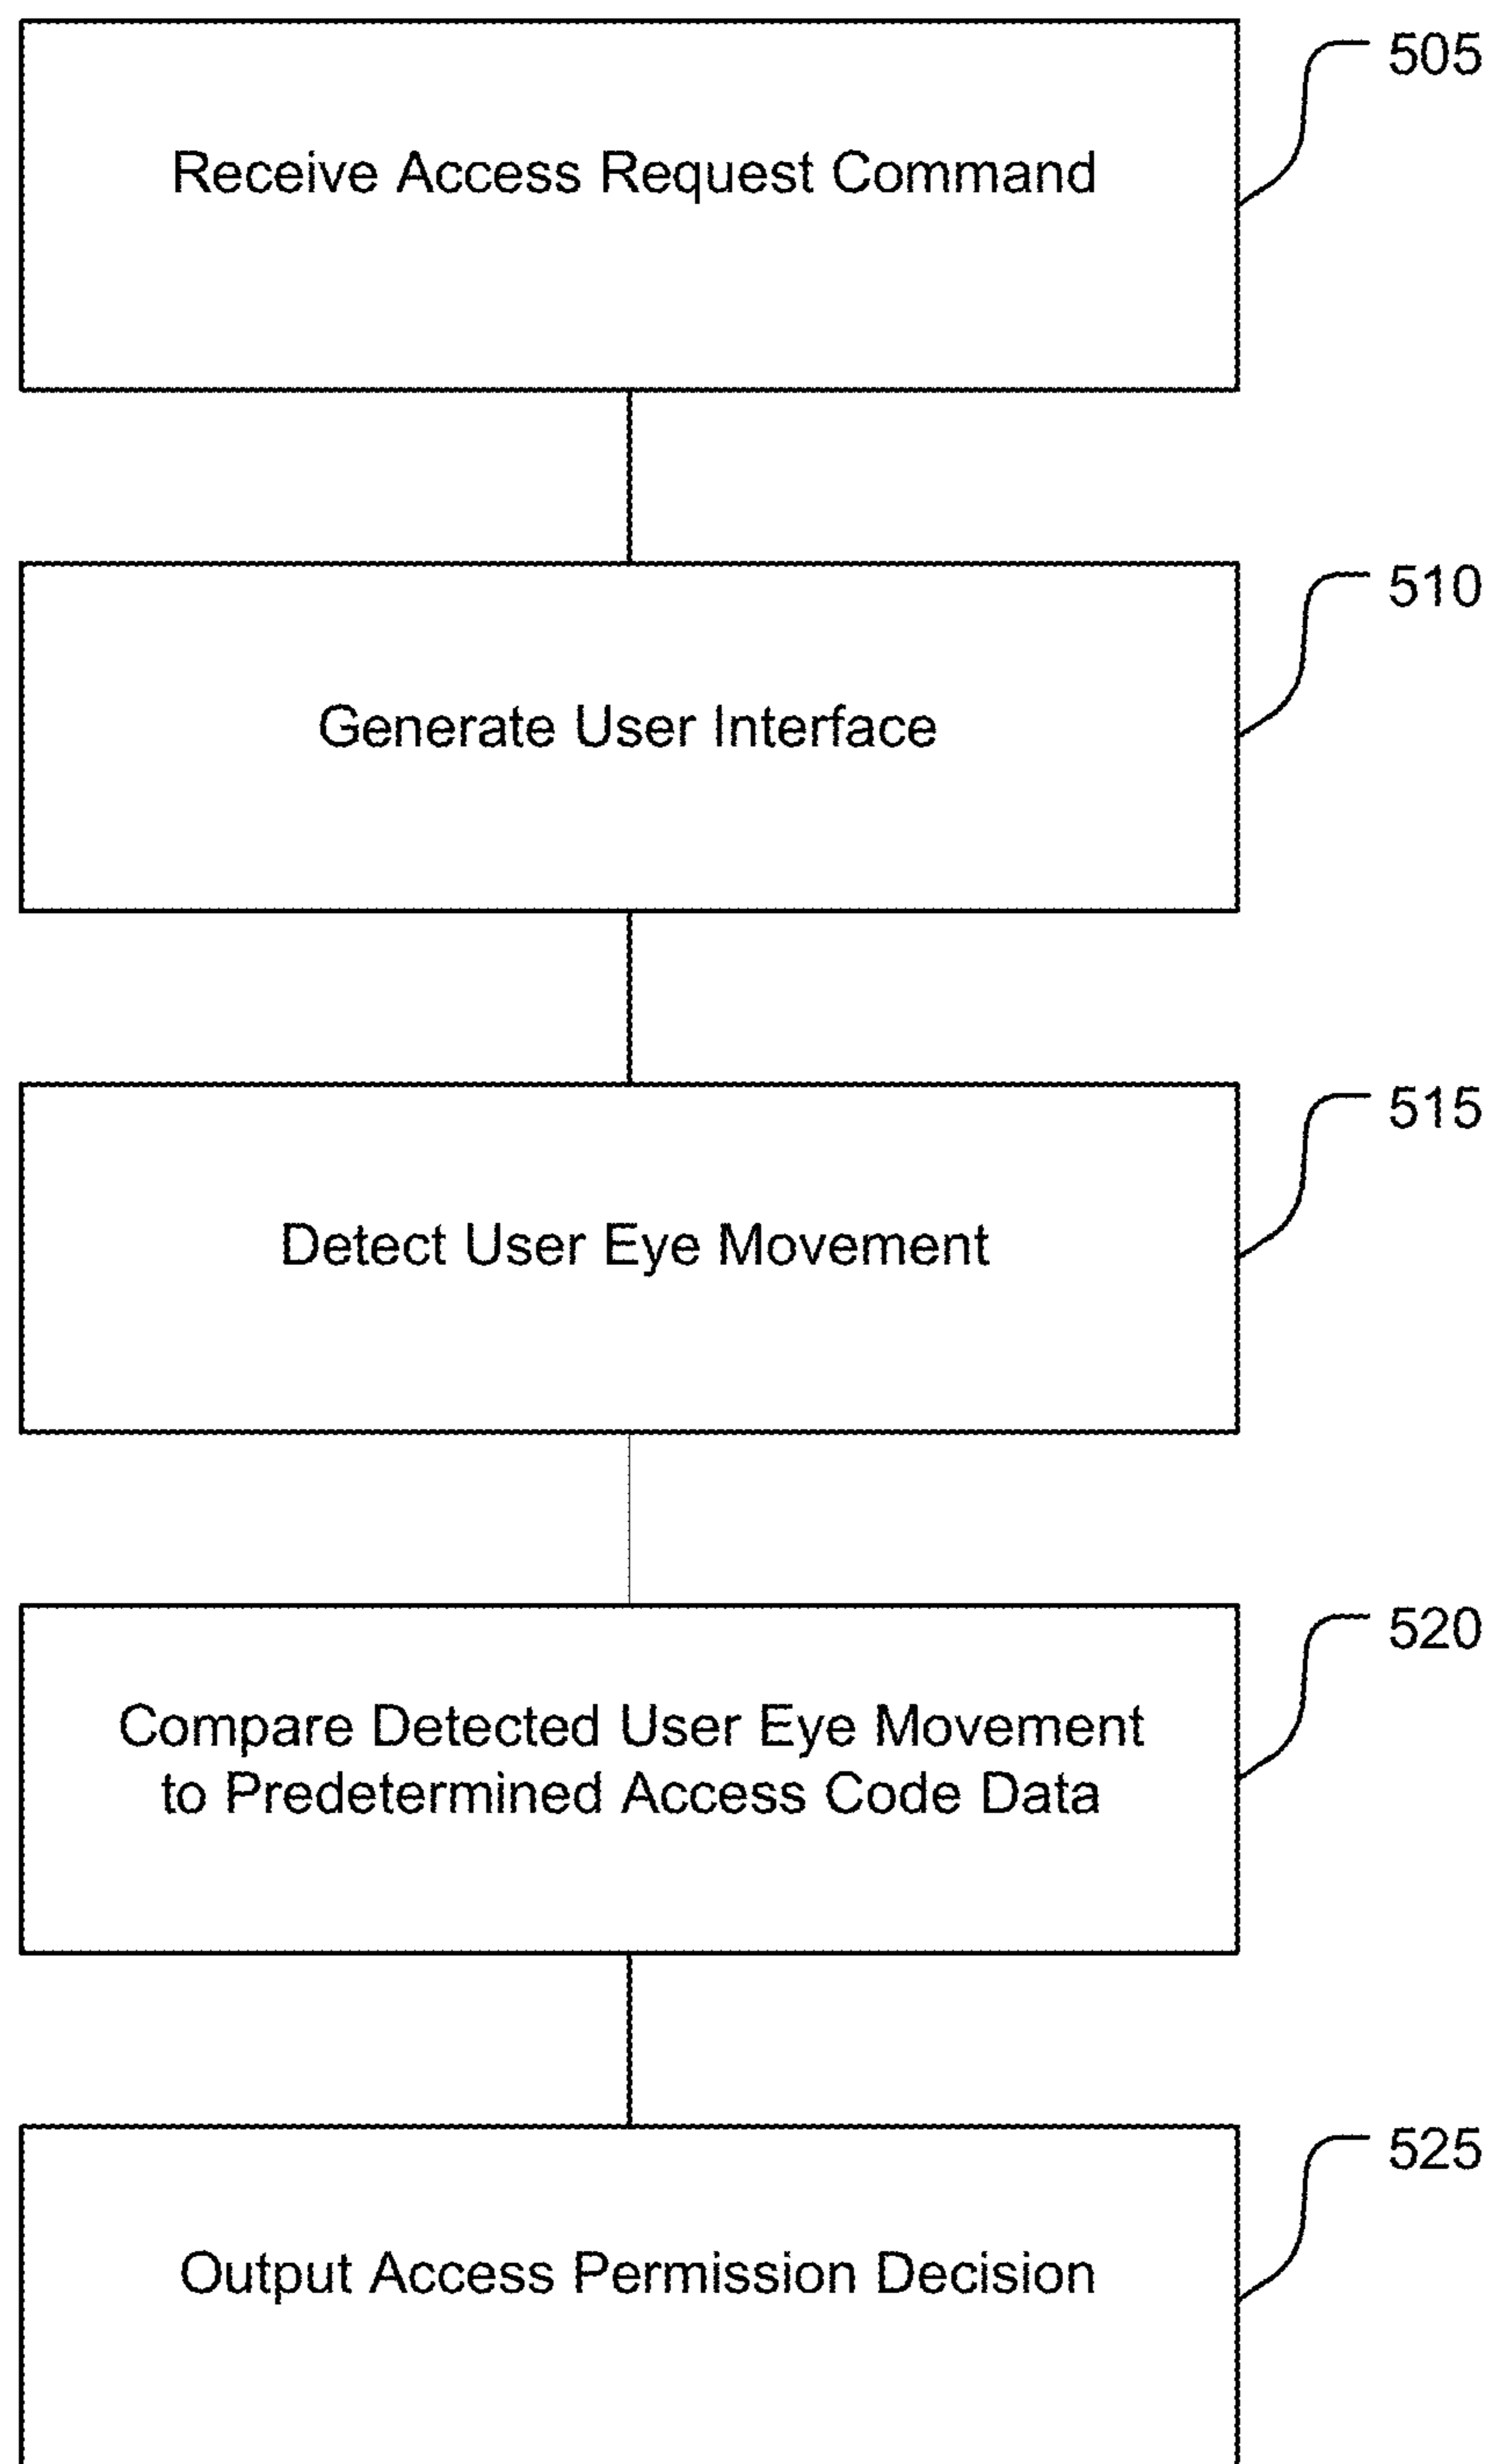 505
Receive Access Request Command
510
Generate User Interface
515
Detect User Eye Movement
520
Compare Detected User Eye Movement
to Predetermined Access Code Data
525
Output Access Permission Decision